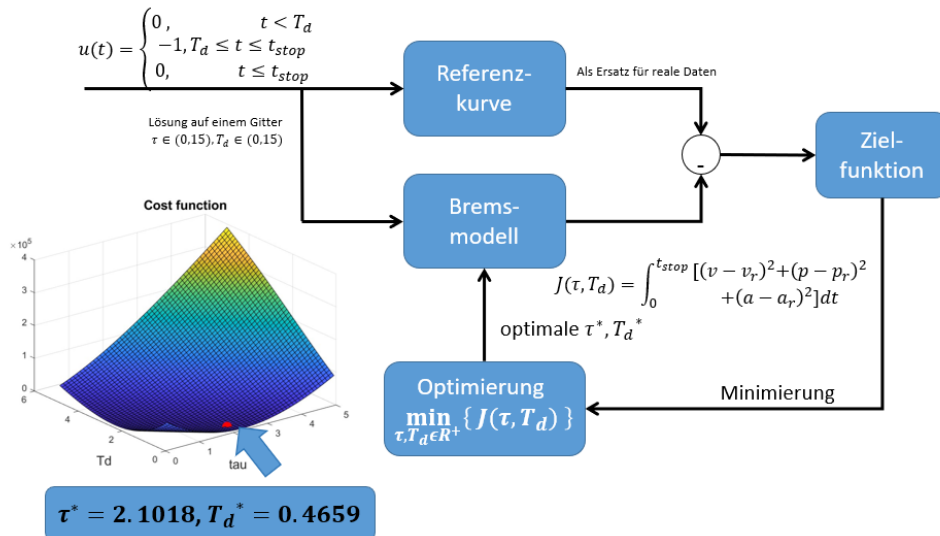 u(t) = { 0 ,  t < T_d
−1, T_d ≤ t ≤ t_stop
0,  t ≤ t_stop
Referenz-
kurve
Als Ersatz für reale Daten
Lösung auf einem Gitter
τ ∈ (0,15), T_d ∈ (0,15)
-
Ziel-
funktion
Brems-
modell
Cost function
×10^5
4
3
2
1
0
6
4
2
0
0
1
2
3
4
5
Td
tau
J(τ, T_d) = ∫_0^{t_stop} [(v − v_r)^2+(p − p_r)^2
+(a − a_r)^2]dt
optimale τ*, T_d*
Optimierung
min_{τ,T_d ϵR^+} { J(τ, T_d) }
Minimierung
τ* = 2.1018, T_d* = 0.4659